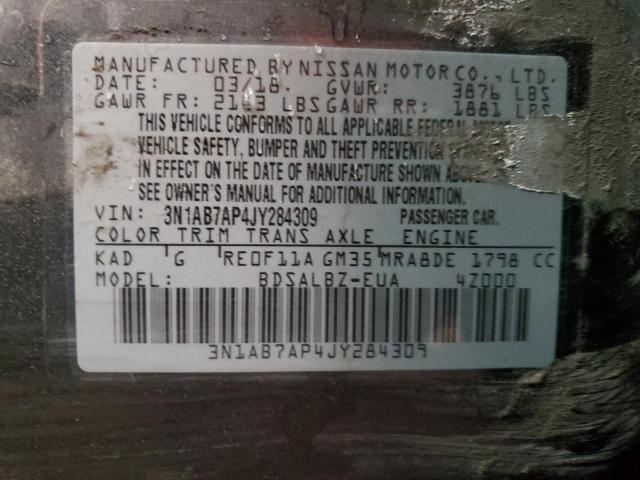 MANUFACTURED BY NISSAN MOTOR CO., LTD.
DATE: 03/18. GVWR: 3876 LBS
GAWR FR: 2103 LBS GAWR RR: 1881 LBS
THIS VEHICLE CONFORMS TO ALL APPLICABLE FEDERAL
VEHICLE SAFETY, BUMPER AND THEFT PREVENTION
IN EFFECT ON THE DATE OF MANUFACTURE SHOWN ABOVE.
SEE OWNER'S MANUAL FOR ADDITIONAL INFORMATION.
VIN: 3N1AB7AP4JY284309 PASSENGER CAR.
COLOR TRIM TRANS AXLE ENGINE
KAD G RE0F11A GM35 MRA8DE 1798 CC
MODEL: BDSALBZ-EUA 4Z000
3N1AB7AP4JY284309